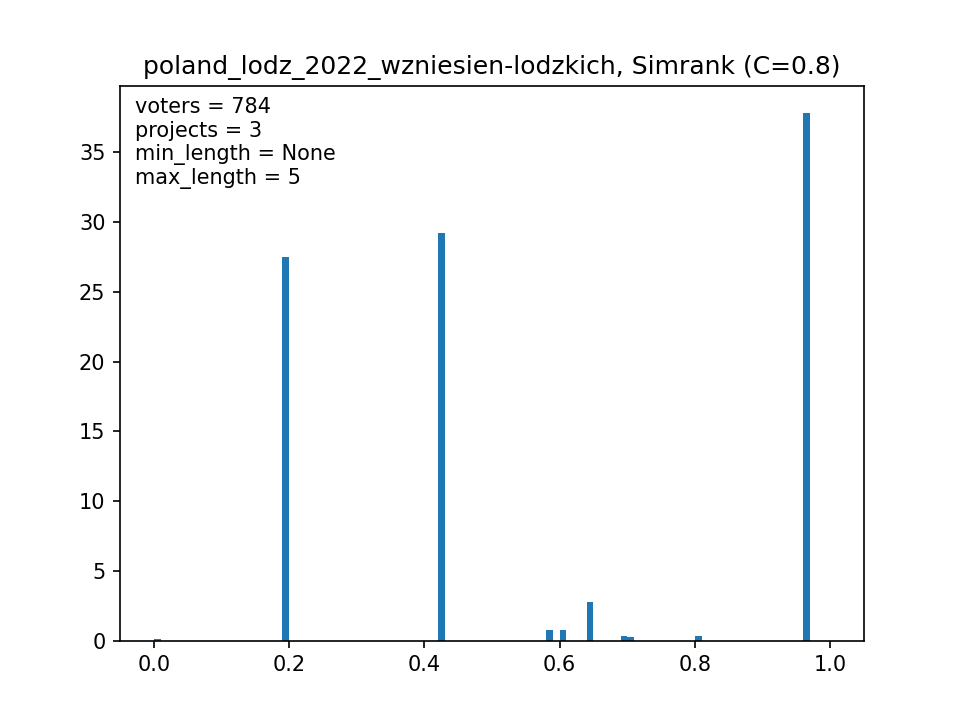 poland_lodz_2022_wzniesien-lodzkich, Simrank (C=0.8)
voters = 784
projects = 3
min_length = None
max_length = 5
35
30
25
20
15
10
5
0
0.0 0.2 0.4 0.6 0.8 1.0